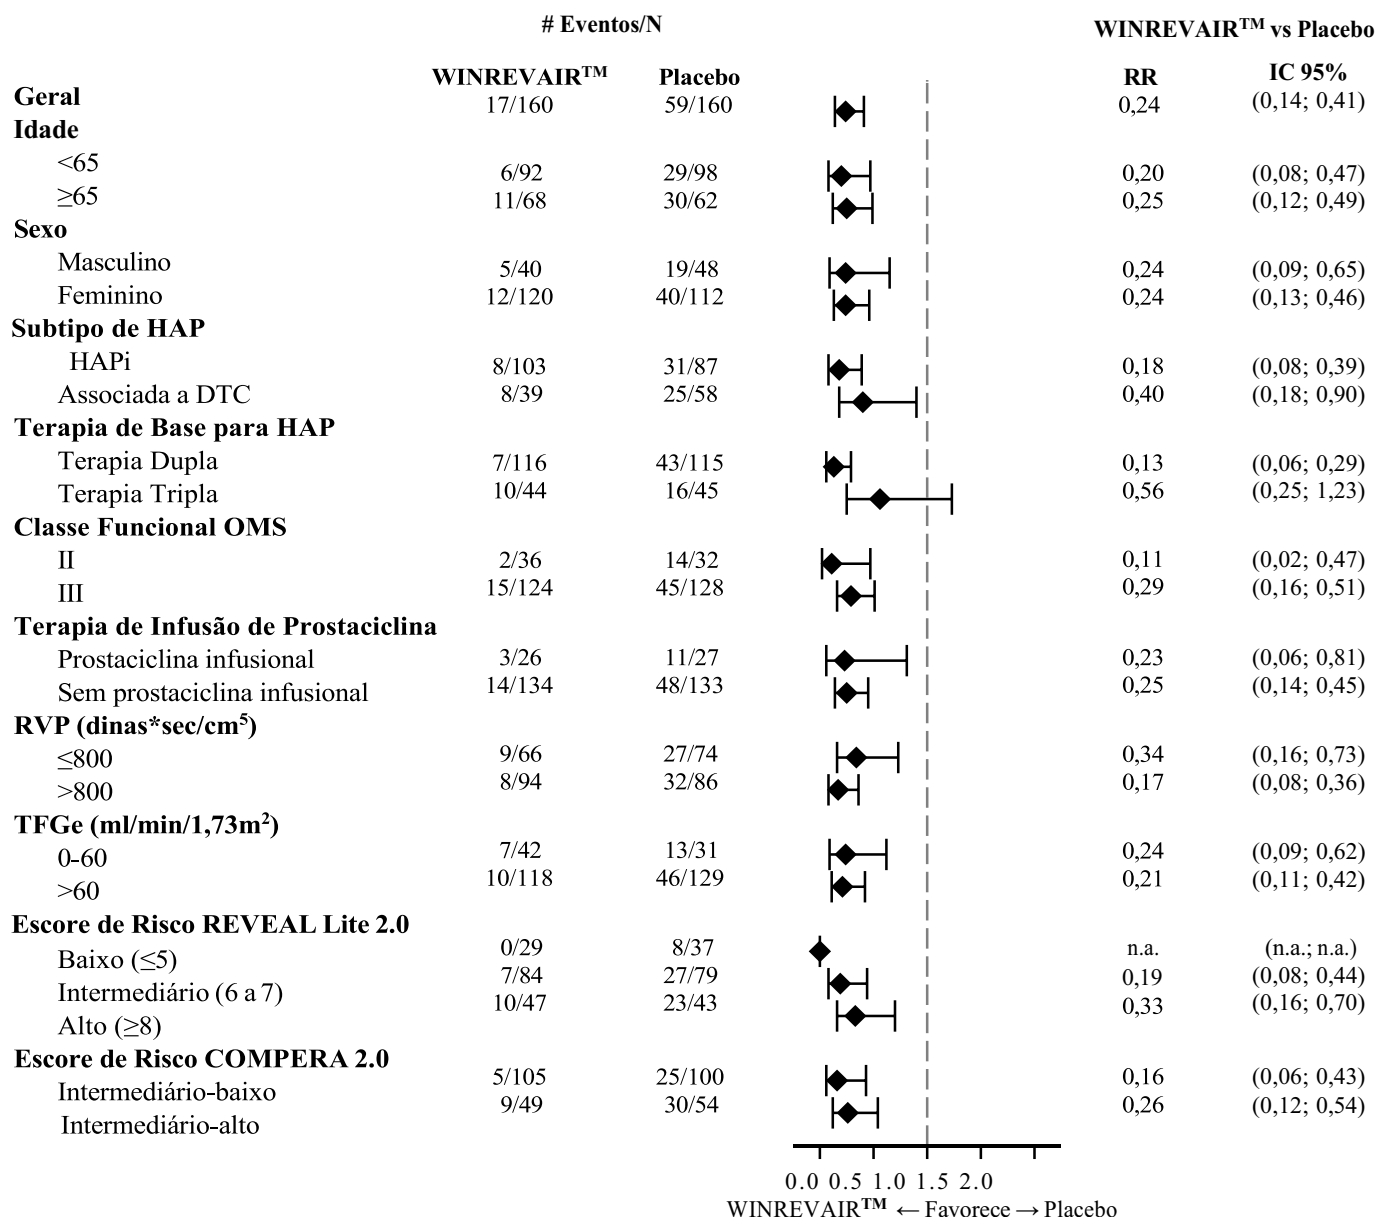 # Eventos/N WINREVAIR™ vs Placebo
WINREVAIR™ Placebo RR IC 95%
Geral 17/160 59/160 0,24 (0,14; 0,41)
Idade
<65 6/92 29/98 0,20 (0,08; 0,47)
≥65 11/68 30/62 0,25 (0,12; 0,49)
Sexo
Masculino 5/40 19/48 0,24 (0,09; 0,65)
Feminino 12/120 40/112 0,24 (0,13; 0,46)
Subtipo de HAP
HAPi 8/103 31/87 0,18 (0,08; 0,39)
Associada a DTC 8/39 25/58 0,40 (0,18; 0,90)
Terapia de Base para HAP
Terapia Dupla 7/116 43/115 0,13 (0,06; 0,29)
Terapia Tripla 10/44 16/45 0,56 (0,25; 1,23)
Classe Funcional OMS
II 2/36 14/32 0,11 (0,02; 0,47)
III 15/124 45/128 0,29 (0,16; 0,51)
Terapia de Infusão de Prostaciclina
Prostaciclina infusional 3/26 11/27 0,23 (0,06; 0,81)
Sem prostaciclina infusional 14/134 48/133 0,25 (0,14; 0,45)
RVP (dinas*sec/cm⁵)
≤800 9/66 27/74 0,34 (0,16; 0,73)
>800 8/94 32/86 0,17 (0,08; 0,36)
TFGe (ml/min/1,73m²)
0-60 7/42 13/31 0,24 (0,09; 0,62)
>60 10/118 46/129 0,21 (0,11; 0,42)
Escore de Risco REVEAL Lite 2.0
Baixo (≤5) 0/29 8/37 n.a. (n.a.; n.a.)
Intermediário (6 a 7) 7/84 27/79 0,19 (0,08; 0,44)
Alto (≥8) 10/47 23/43 0,33 (0,16; 0,70)
Escore de Risco COMPERA 2.0
Intermediário-baixo 5/105 25/100 0,16 (0,06; 0,43)
Intermediário-alto 9/49 30/54 0,26 (0,12; 0,54)
0.0 0.5 1.0 1.5 2.0
WINREVAIR™ ← Favorece → Placebo